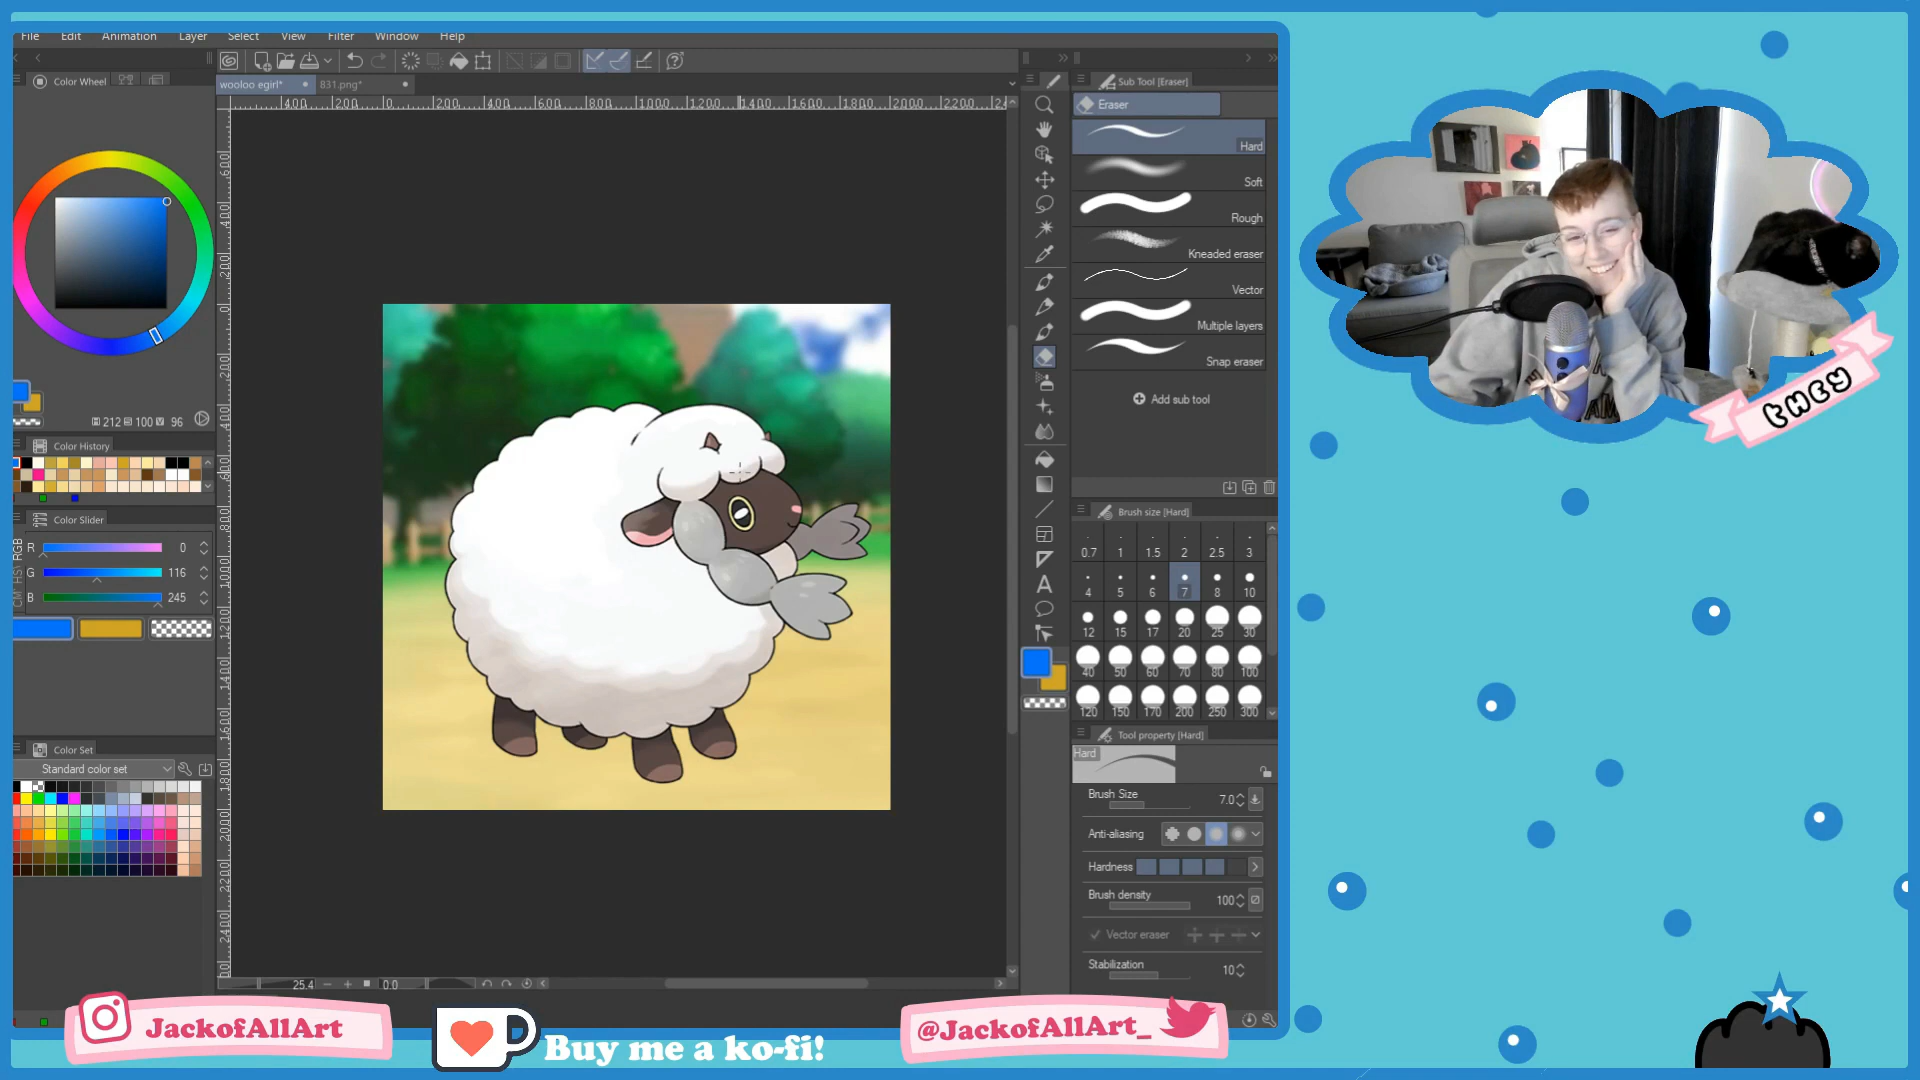 File Edit Animation Layer Select View Filter Window Help
Color Wheel
wooloo egirl*
831.png*
Sub Tool [Eraser]
Eraser
Hard
Soft
Rough
Kneaded eraser
Vector
Multiple layers
Snap eraser
Add sub tool
212 100 V 96
Color History
Color Slider
RGB
R 0
G 116
B 245
Color Set
Standard color set
Brush size [Hard]
0.7 1 1.5 2 2.5 3
4 5 6 7 8 10
12 15 17 20 25 30
40 50 60 70 80 100
120 150 170 200 250 300
Tool property [Hard]
Hard
Brush Size 7.0
Anti-aliasing
Hardness
Brush density 100
Vector eraser
Stabilization 10
25.4
0.0
THEY
JackofAllArt
Buy me a ko-fi!
@JackofAllArt_